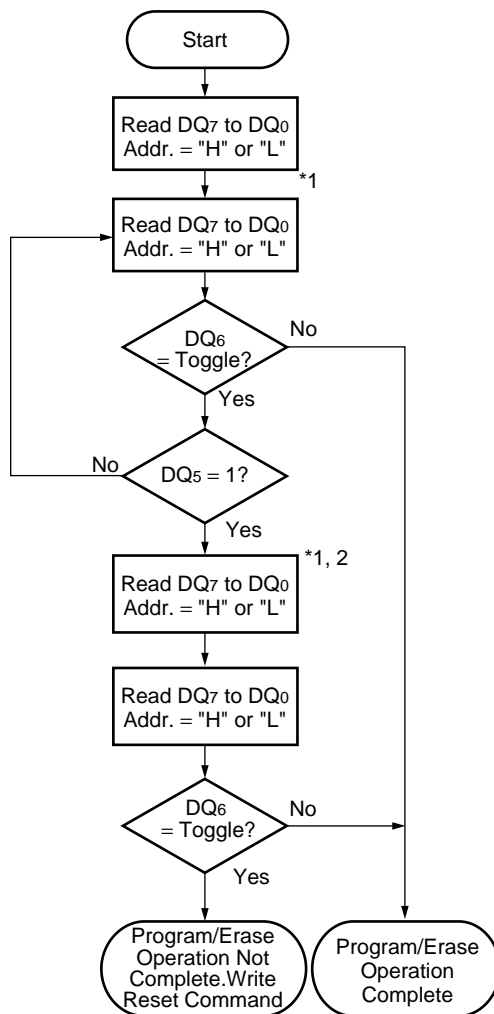 Start
Read DQ7 to DQ0
Addr. = "H" or "L"
*1
Read DQ7 to DQ0
Addr. = "H" or "L"
DQ6
= Toggle?
No
Yes
DQ5 = 1?
No
Yes
*1, 2
Read DQ7 to DQ0
Addr. = "H" or "L"
Read DQ7 to DQ0
Addr. = "H" or "L"
DQ6
= Toggle?
No
Yes
Program/Erase
Operation Not
Complete.Write
Reset Command
Program/Erase
Operation
Complete